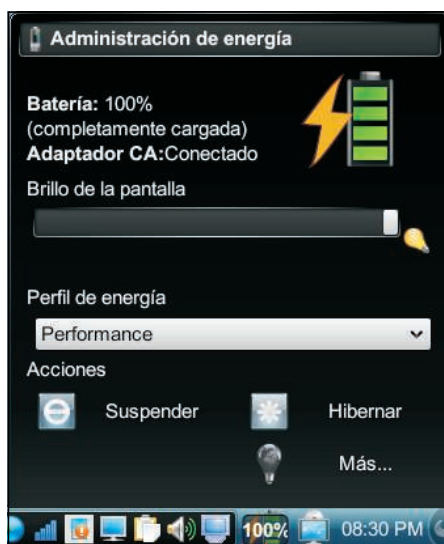 Administración de energía
Batería: 100%
(completamente cargada)
Adaptador CA:Conectado
Brillo de la pantalla
Perfil de energía
Performance
Acciones
Suspender Hibernar
Más...
100% 08:30 PM